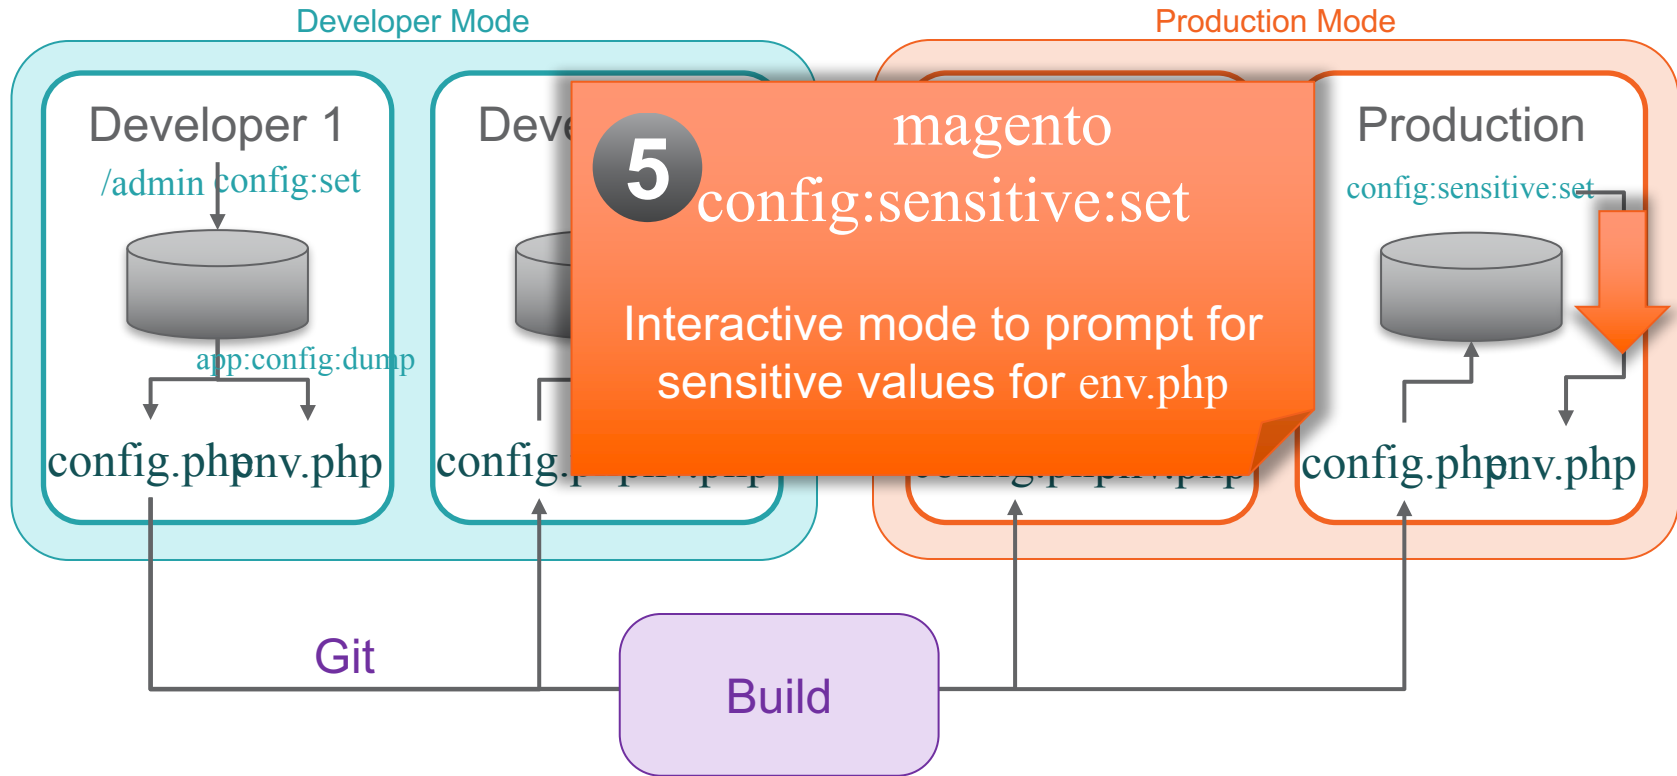 Developer Mode
Production Mode
Developer 1
/admin config:set
app:config:dump
config.php env.php
5
magento
config:sensitive:set
Interactive mode to prompt for
sensitive values for env.php
Production
config:sensitive:set
config.php env.php
Git
Build